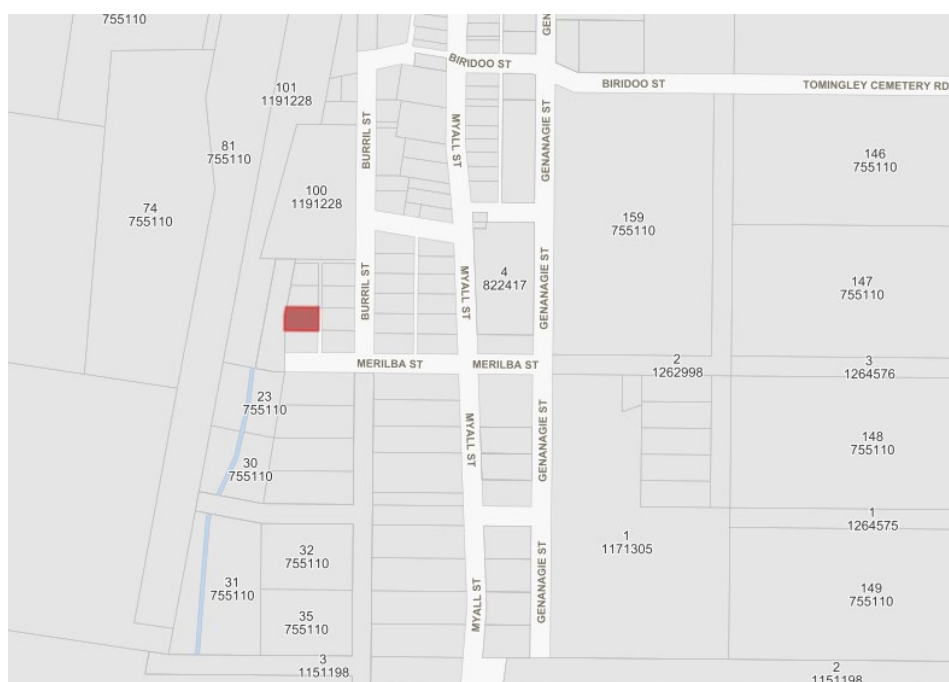 755110
GEN
BIRIDOO ST
BIRIDOO ST
TOMINGLEY CEMETERY RD
101
1191228
BURRIL ST
MYALL ST
GENANAGIE ST
81
755110
146
755110
100
1191228
74
755110
159
755110
BURRIL ST
MYALL ST
4
822417
GENANAGIE ST
147
755110
MERILBA ST
MERILBA ST
2
1262998
3
1264576
23
755110
MYALL ST
GENANAGIE ST
148
755110
30
755110
1
1264575
1
1171305
32
755110
31
755110
MYALL ST
GENANAGIE ST
149
755110
35
755110
3
1151198
2
1151198